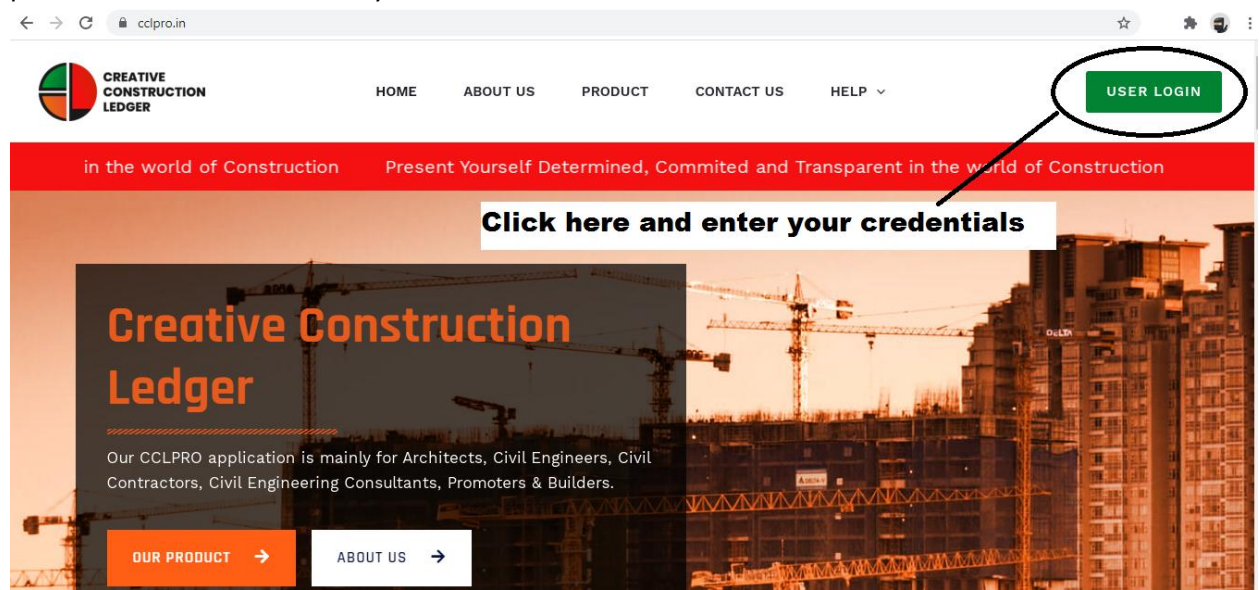 cclpro.in
CREATIVE
CONSTRUCTION
LEDGER
HOME ABOUT US PRODUCT CONTACT US HELP
USER LOGIN
in the world of Construction Present Yourself Determined, Commited and Transparent in the world of Construction
Click here and enter your credentials
Creative Construction
Ledger
Our CCLPRO application is mainly for Architects, Civil Engineers, Civil
Contractors, Civil Engineering Consultants, Promoters & Builders.
OUR PRODUCT →
ABOUT US →
DELTA